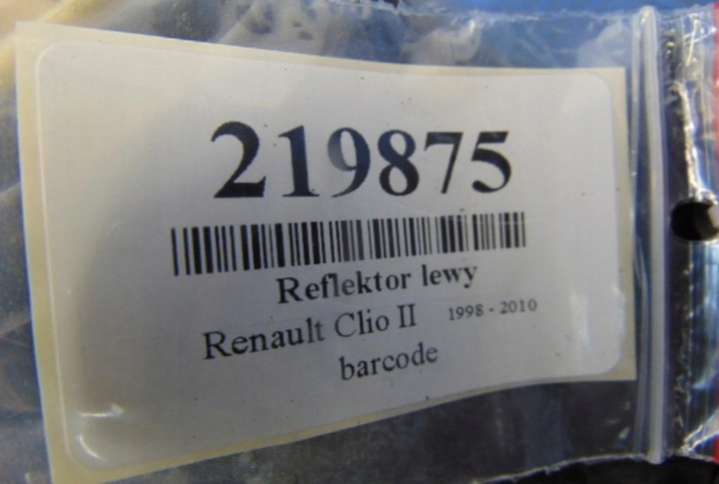 219875
Reflektor lewy
Renault Clio II 1998 - 2010
barcode